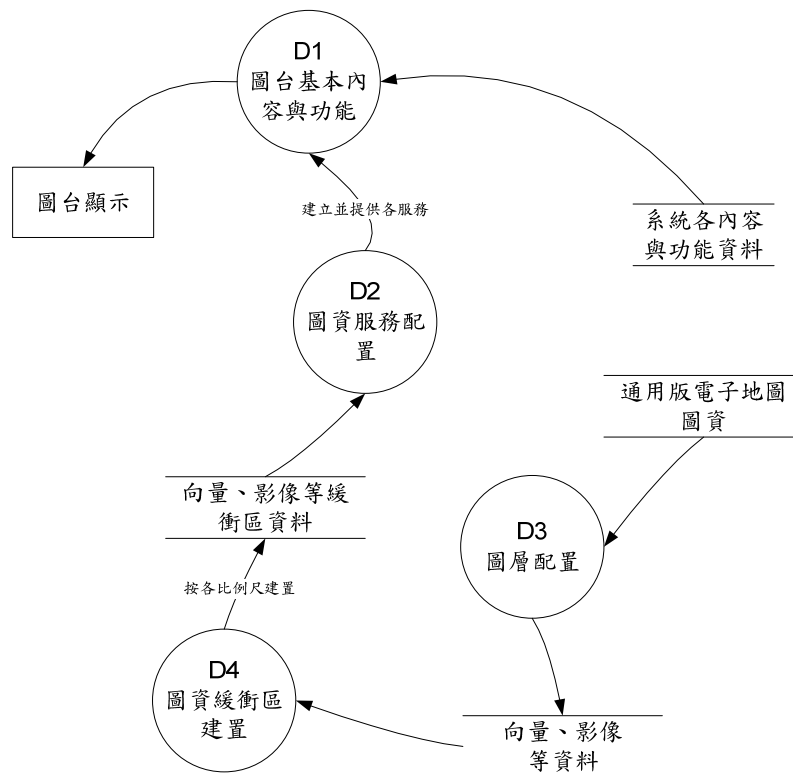 D1
圖台基本內
容與功能
圖台顯示
建立並提供各服務
系統各內容
與功能資料
D2
圖資服務配
置
通用版電子地圖
圖資
向量、影像等緩
衝區資料
D3
圖層配置
按各比例尺建置
D4
圖資緩衝區
建置
向量、影像
等資料